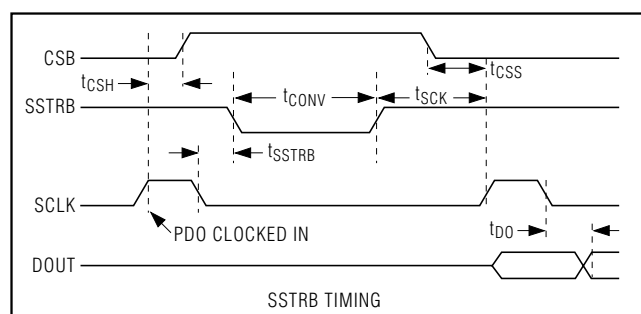 CSB
tCSH
tCSS
SSTRB
tCONV
tSCK
tSSTRB
SCLK
PDO CLOCKED IN
tDO
DOUT
SSTRB TIMING